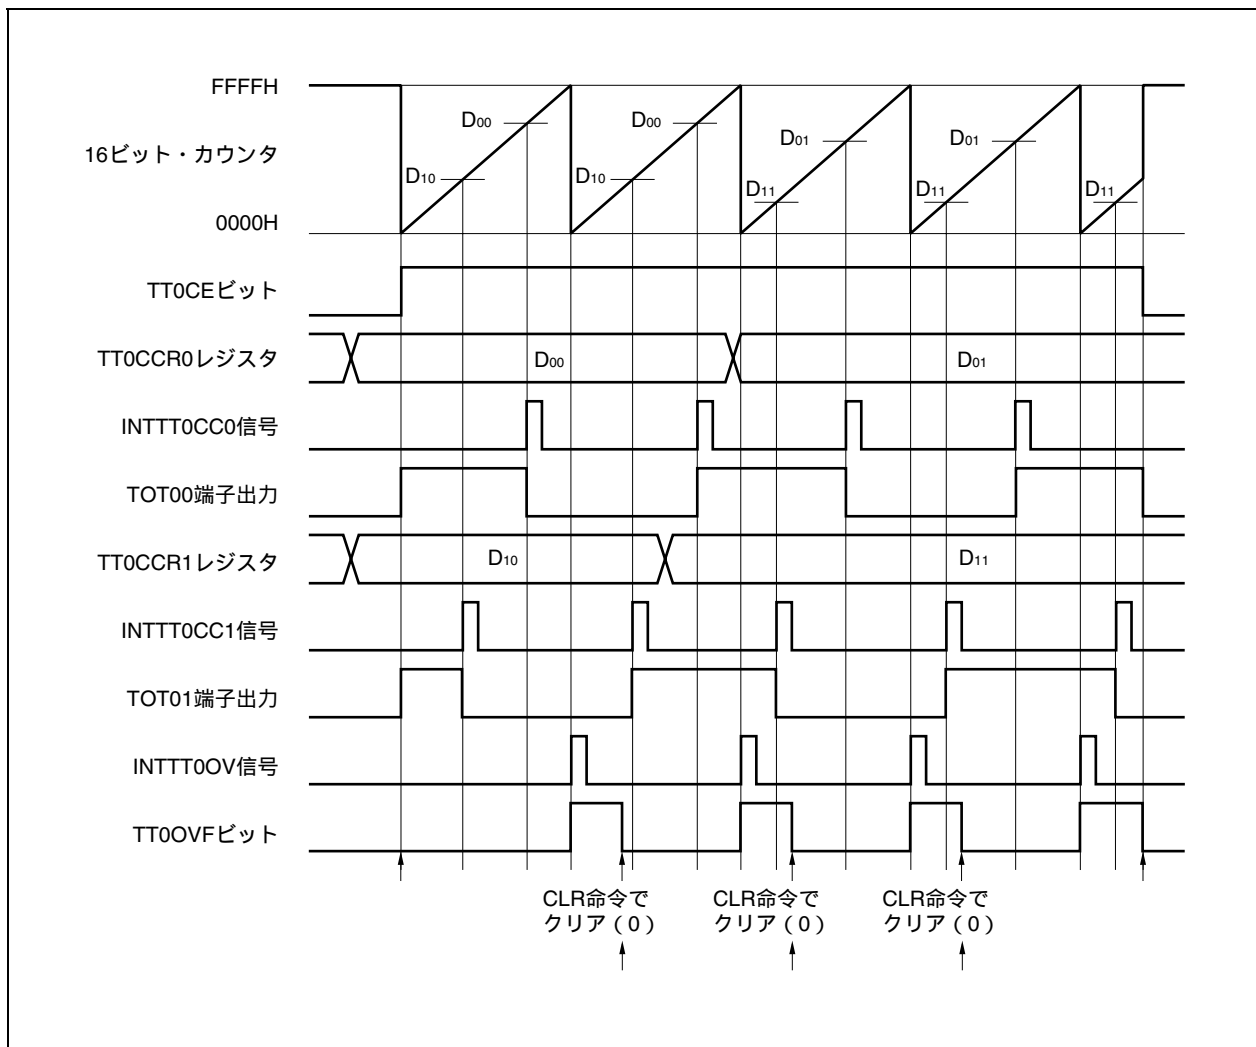 FFFFH
D00
D00
D01
D01
16ビット・カウンタ
D10
D10
D11
D11
D11
0000H
TT0CEビット
TT0CCR0レジスタ
D00
D01
INTTT0CC0信号
TOT00端子出力
TT0CCR1レジスタ
D10
D11
INTTT0CC1信号
TOT01端子出力
INTTT0OV信号
TT0OVFビット
CLR命令で
クリア（0）
CLR命令で
クリア（0）
CLR命令で
クリア（0）